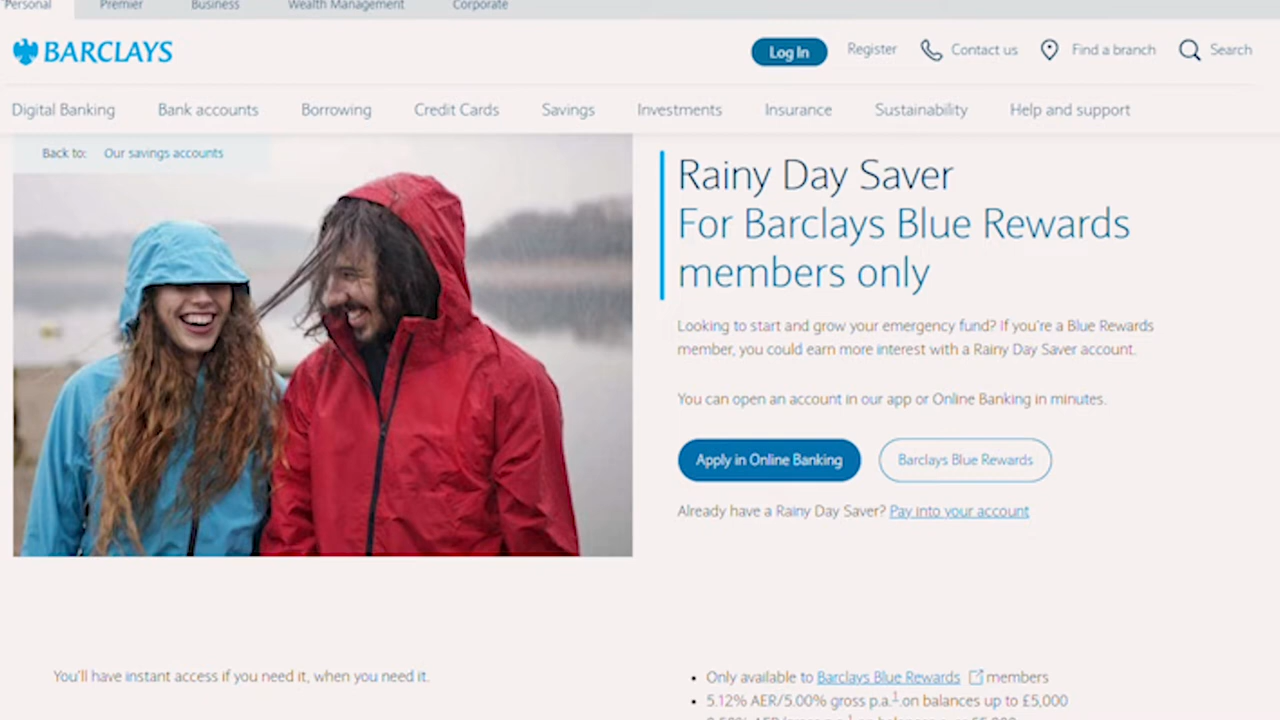 Personal Premier Business Wealth Management Corporate
BARCLAYS
Log In Register Contact us Find a branch Search
Digital Banking Bank accounts Borrowing Credit Cards Savings Investments Insurance Sustainability Help and support
Back to: Our savings accounts
Rainy Day Saver
For Barclays Blue Rewards
members only
Looking to start and grow your emergency fund? If you're a Blue Rewards
member, you could earn more interest with a Rainy Day Saver account.
You can open an account in our app or Online Banking in minutes.
Apply in Online Banking Barclays Blue Rewards
Already have a Rainy Day Saver? Pay into your account
You'll have instant access if you need it, when you need it.
• Only available to Barclays Blue Rewards members
• 5.12% AER/5.00% gross p.a.1 on balances up to £5,000